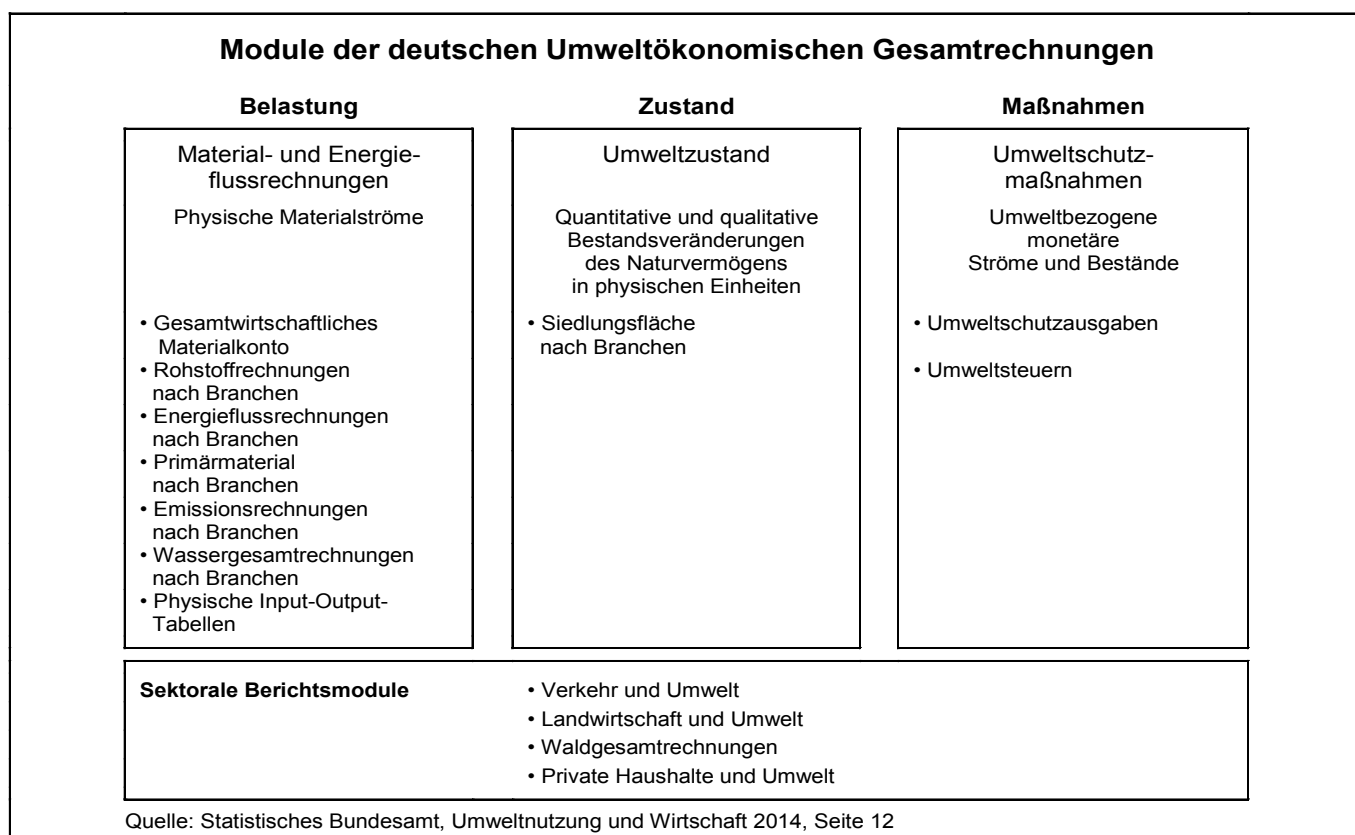 Module der deutschen Umweltökonomischen Gesamtrechnungen
Belastung
Material- und Energie-
flussrechnungen
Physische Materialströme
• Gesamtwirtschaftliches
Materialkonto
• Rohstoffrechnungen
nach Branchen
• Energieflussrechnungen
nach Branchen
• Primärmaterial
nach Branchen
• Emissionsrechnungen
nach Branchen
• Wassergesamtrechnungen
nach Branchen
• Physische Input-Output-
Tabellen
Zustand
Umweltzustand
Quantitative und qualitative
Bestandsveränderungen
des Naturvermögens
in physischen Einheiten
• Siedlungsfläche
nach Branchen
Maßnahmen
Umweltschutz-
maßnahmen
Umweltbezogene
monetäre
Ströme und Bestände
• Umweltschutzausgaben
• Umweltsteuern
Sektorale Berichtsmodule
• Verkehr und Umwelt
• Landwirtschaft und Umwelt
• Waldgesamtrechnungen
• Private Haushalte und Umwelt
Quelle: Statistisches Bundesamt, Umweltnutzung und Wirtschaft 2014, Seite 12